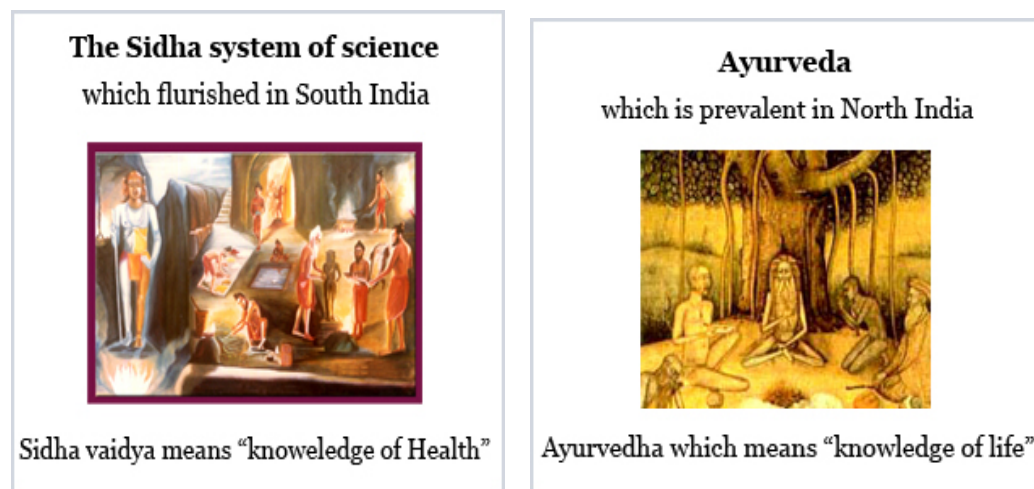 The Sidha system of science
which flurished in South India
Sidha vaidya means “knoweledge of Health”
Ayurveda
which is prevalent in North India
Ayurvedha which means “knowledge of life”